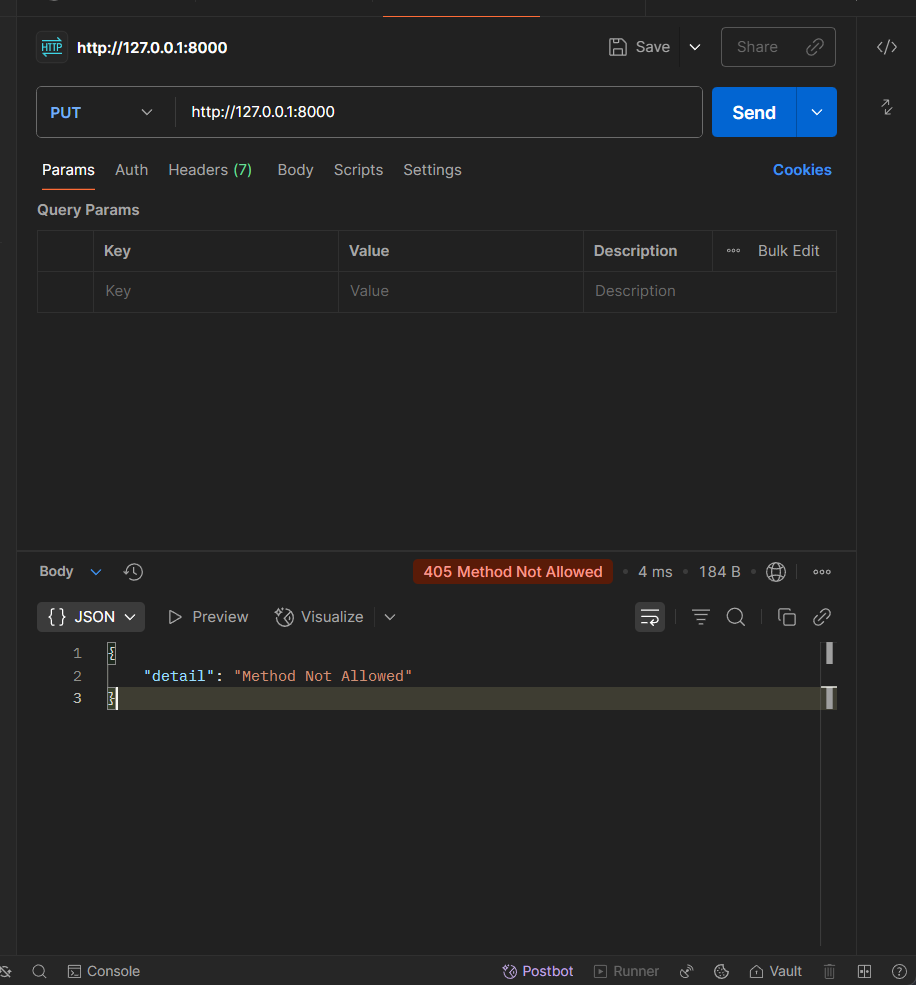 HTTP http://127.0.0.1:8000 Save Share
PUT http://127.0.0.1:8000 Send
Params Auth Headers (7) Body Scripts Settings Cookies
Query Params
Key Value Description Bulk Edit
Key Value Description
Body 405 Method Not Allowed 4 ms 184 B
{} JSON Preview Visualize
1 {
2 "detail": "Method Not Allowed"
3 }
Console Postbot Runner Vault